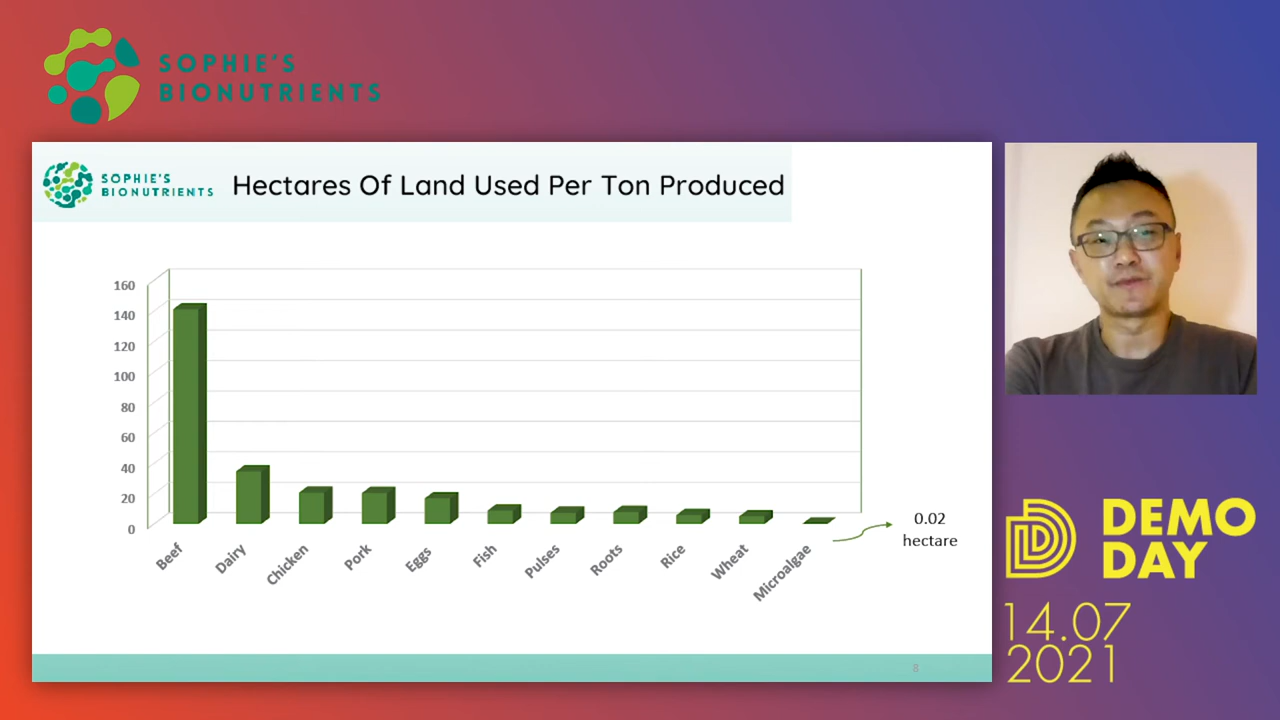 SOPHIE'S
BIONUTRIENTS
SOPHIE'S
BIONUTRIENTS
Hectares Of Land Used Per Ton Produced
160
140
120
100
80
60
40
20
0
Beef
Dairy
Chicken
Pork
Eggs
Fish
Pulses
Roots
Rice
Wheat
Microalgae
0.02
hectare
8
DEMO
DAY
14.07
2021